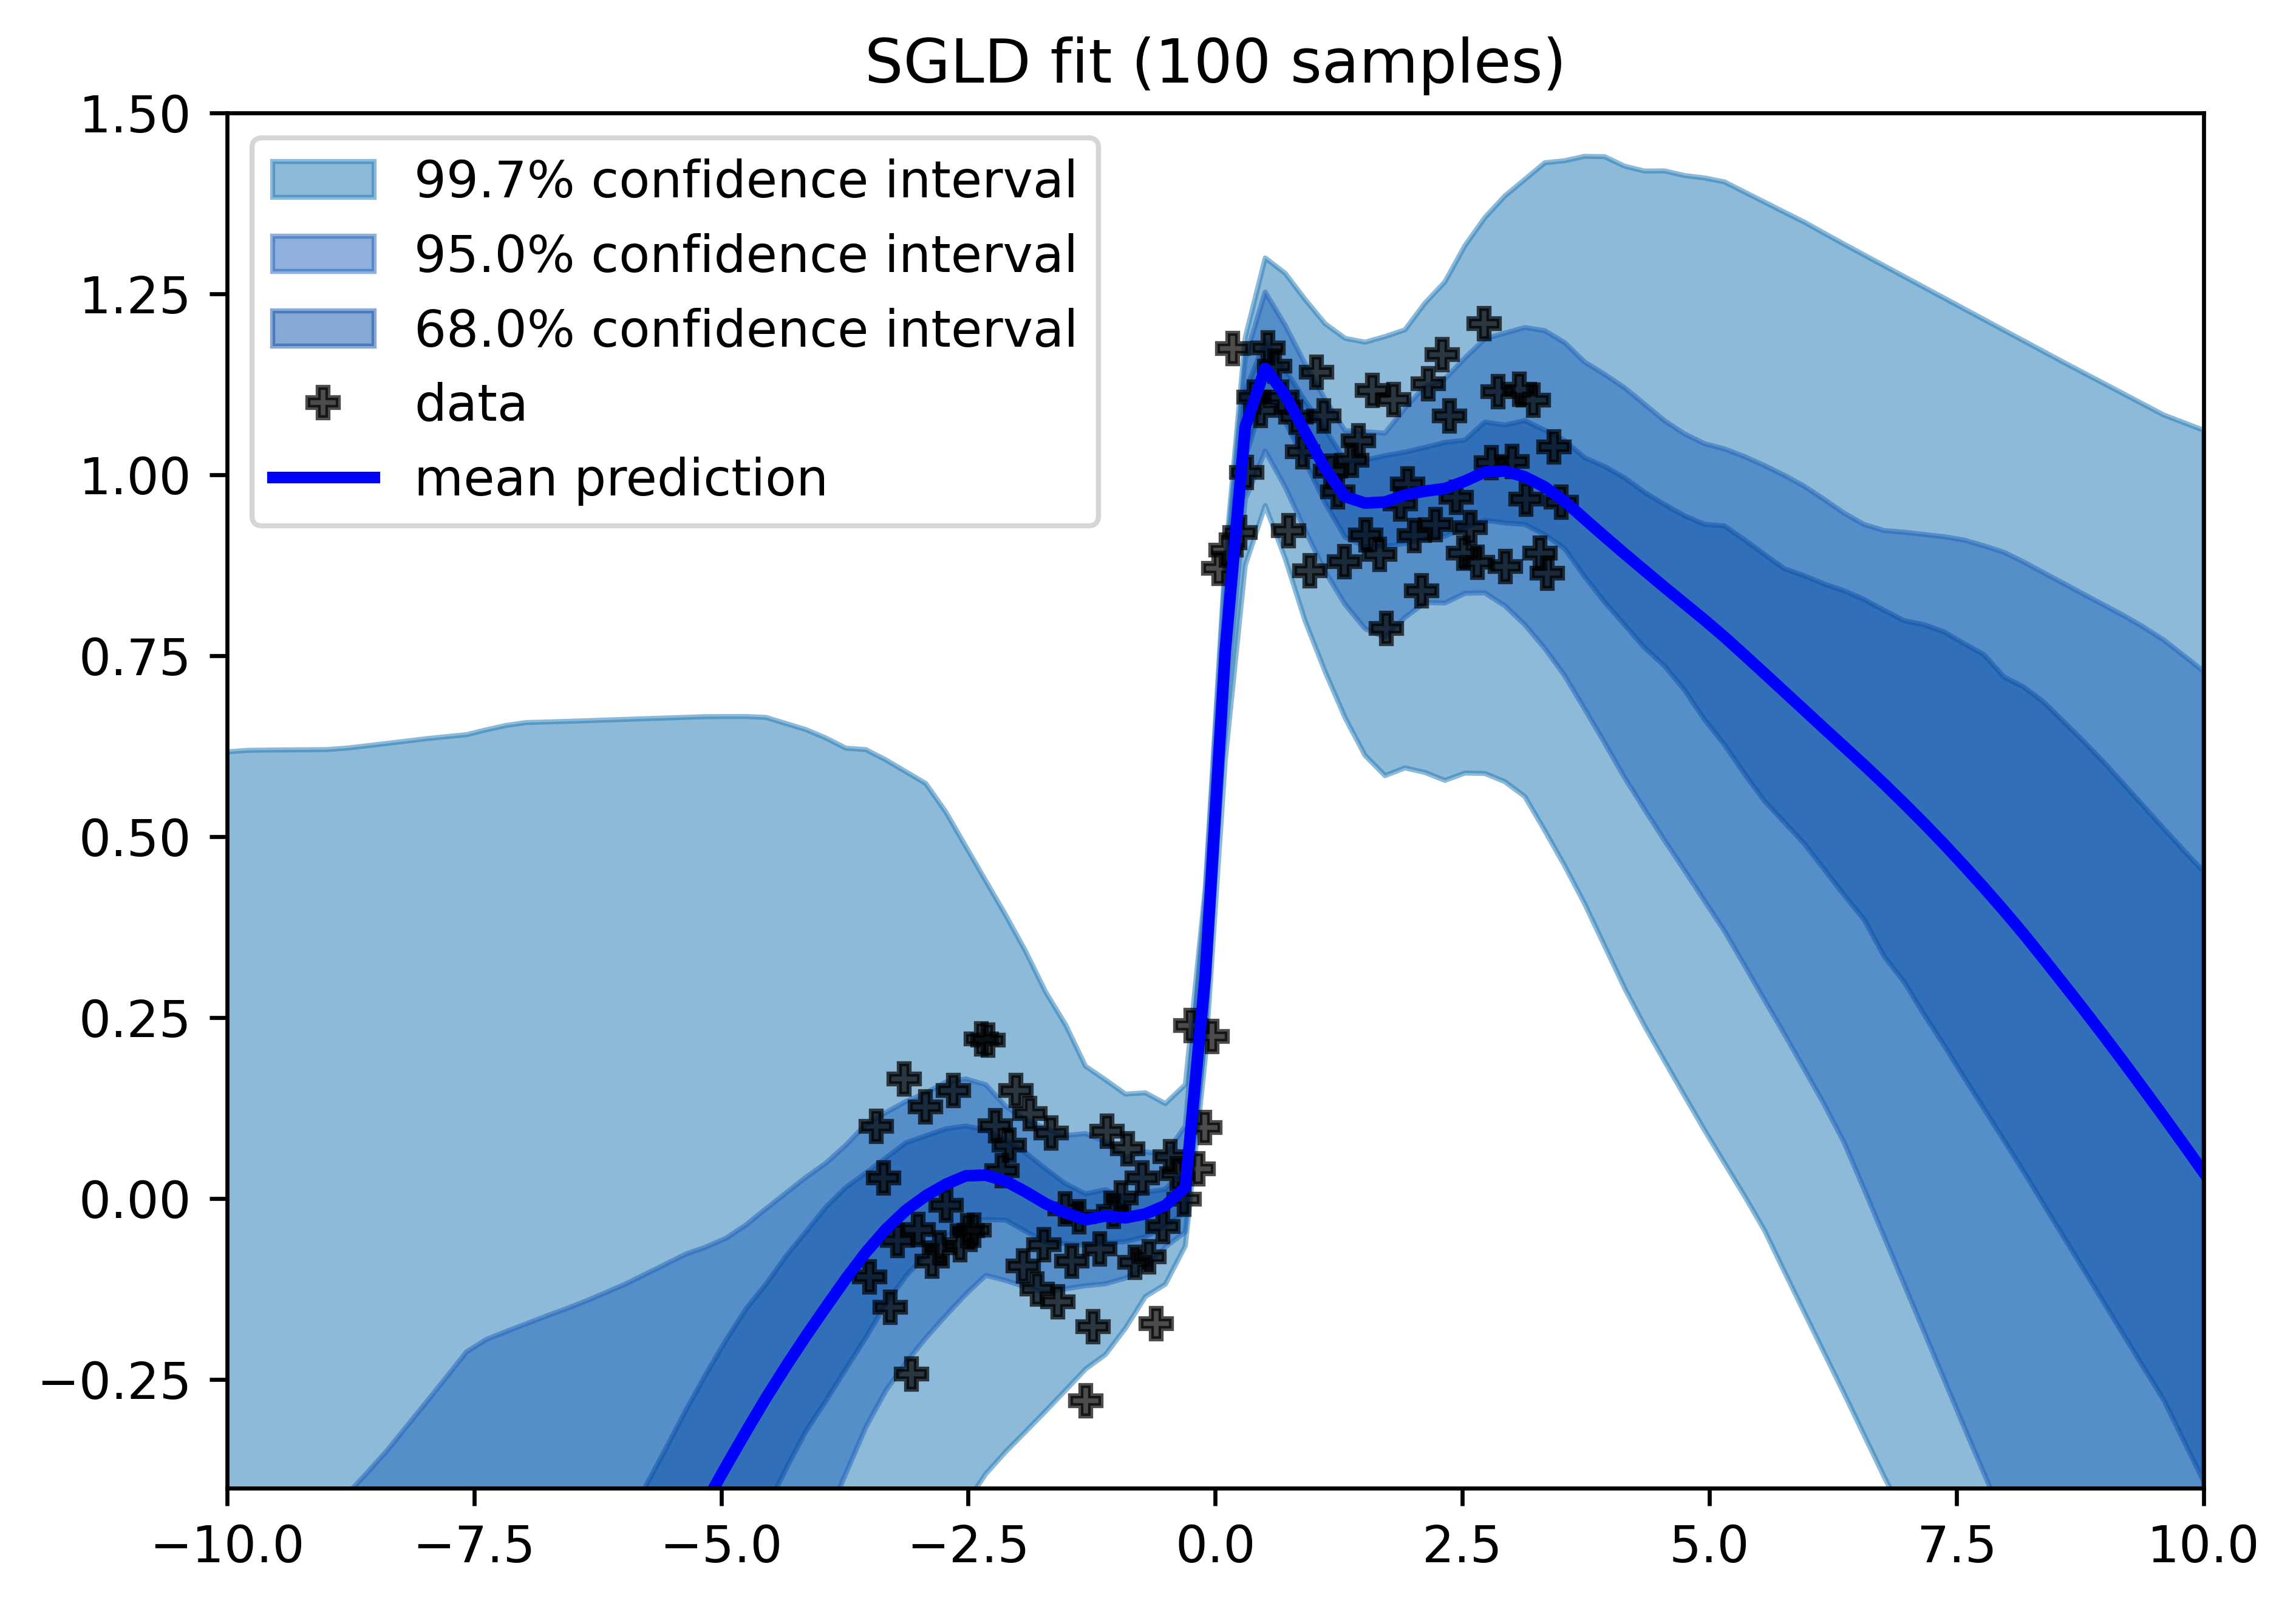 SGLD fit (100 samples)
99.7% confidence interval
95.0% confidence interval
68.0% confidence interval
data
mean prediction
1.50
1.25
1.00
0.75
0.50
0.25
0.00
−0.25
−10.0 −7.5 −5.0 −2.5 0.0 2.5 5.0 7.5 10.0